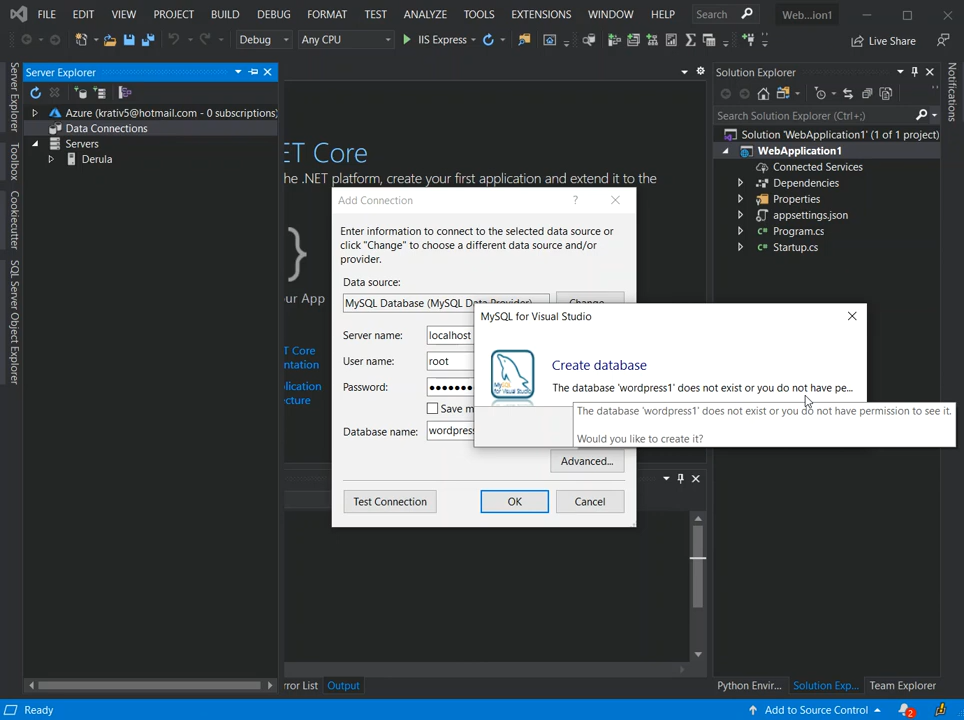 FILE EDIT VIEW PROJECT BUILD DEBUG FORMAT TEST ANALYZE TOOLS EXTENSIONS WINDOW HELP Search Web...ion1
Debug Any CPU IIS Express Live Share
Server Explorer
Toolbox
Cookiecutter
SQL Server Object Explorer
Server Explorer
Azure (krativ5@hotmail.com - 0 subscriptions)
Data Connections
Servers
Derula
ET Core
he .NET platform, create your first application and extend it to the
our App
T Core
ntation
plication
cture
Add Connection ?
Enter information to connect to the selected data source or
click "Change" to choose a different data source and/or
provider.
Data source:
MySQL Database (MySQL Data Provider) Change...
Server name: localhost
User name: root
Password: ●●●●●●●
Save m
Database name: wordpress
Advanced...
Test Connection OK Cancel
MySQL for Visual Studio
Create database
The database 'wordpress1' does not exist or you do not have pe...
The database 'wordpress1' does not exist or you do not have permission to see it.
Would you like to create it?
Solution Explorer
Search Solution Explorer (Ctrl+;)
Solution 'WebApplication1' (1 of 1 project)
WebApplication1
Connected Services
Dependencies
Properties
appsettings.json
Program.cs
Startup.cs
Notifications
rror List Output
Python Envir... Solution Exp... Team Explorer
Ready Add to Source Control 2